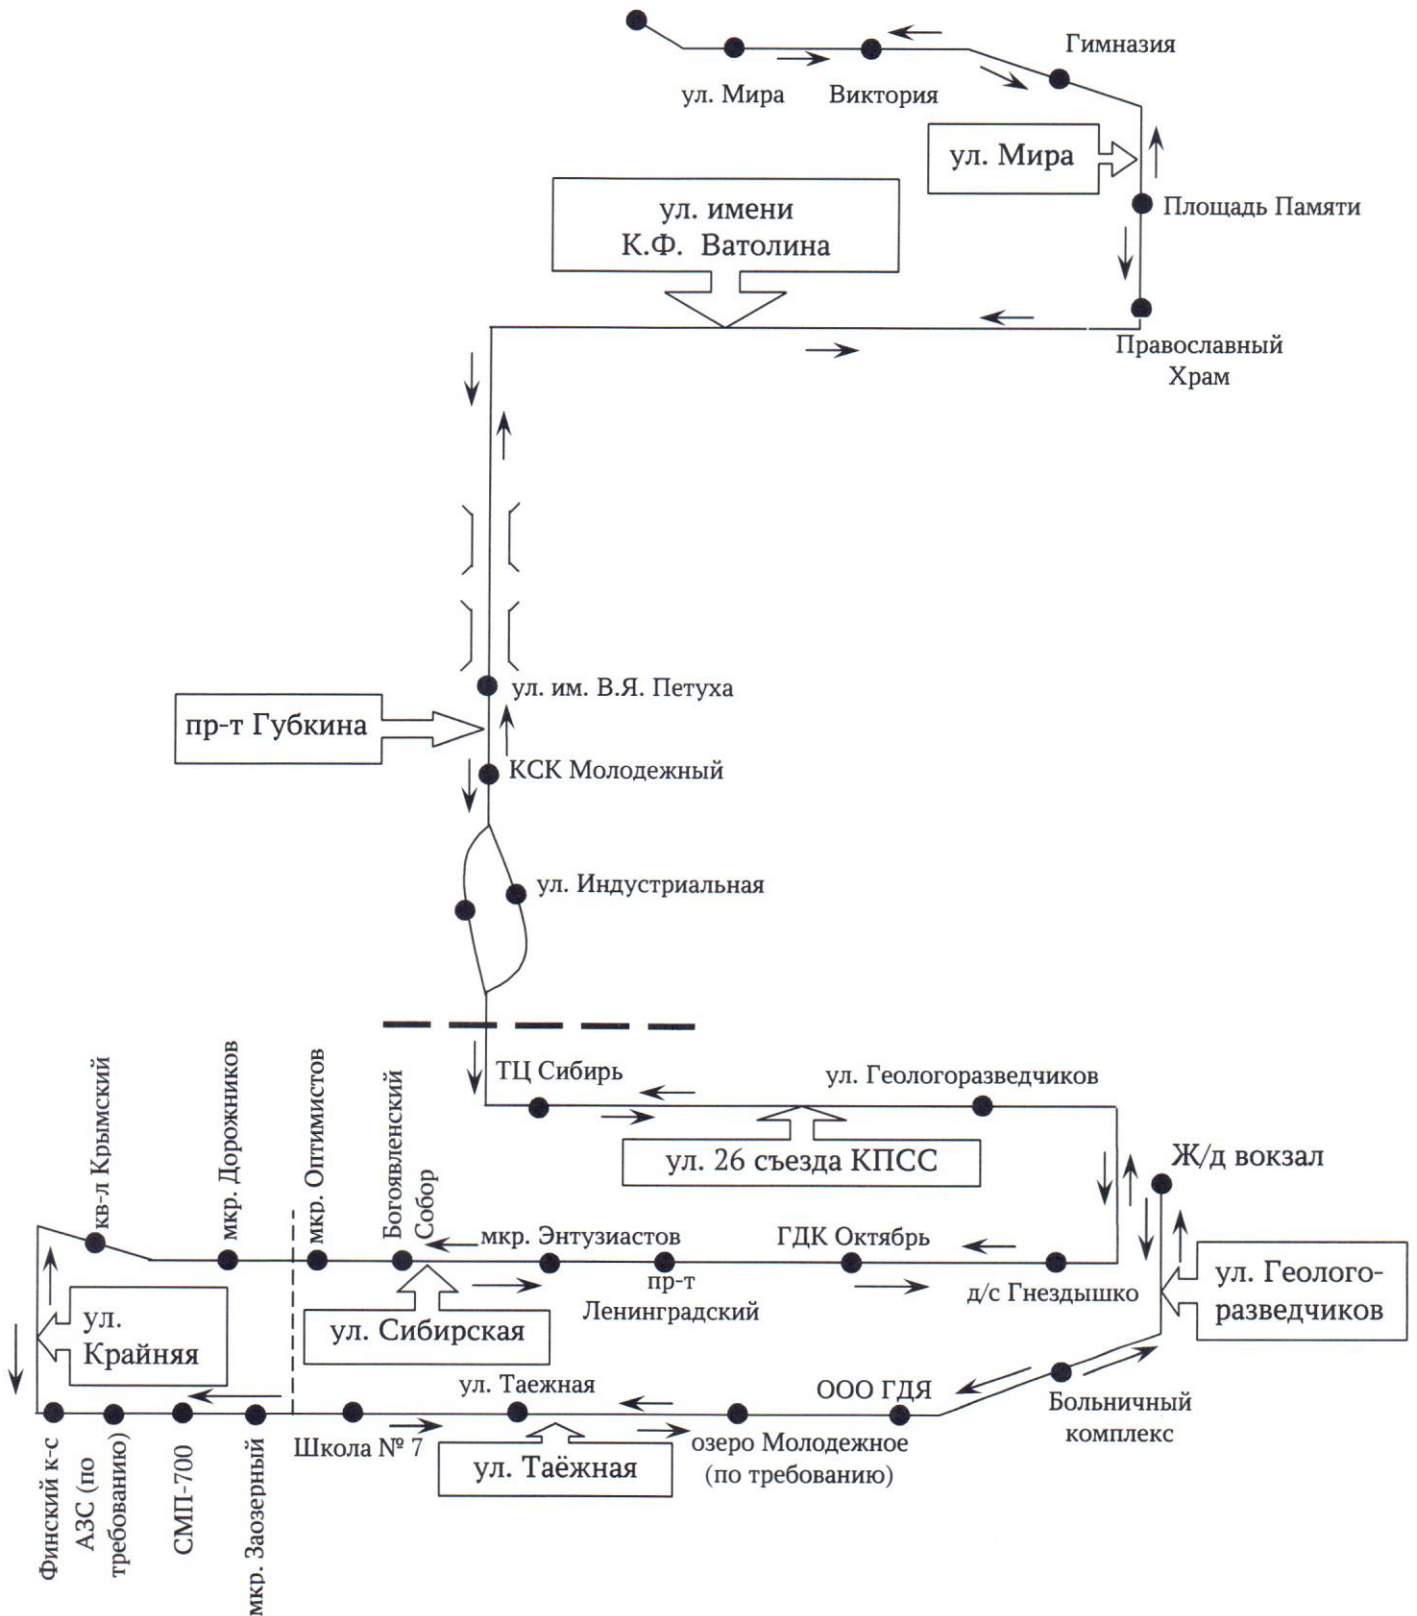 Гимназия
ул. Мира
Виктория
ул. Мира
Площадь Памяти
ул. имени
К.Ф. Ватолина
Православный
Храм
ул. им. В.Я. Петуха
пр-т Губкина
КСК Молодежный
ул. Индустриальная
ТЦ Сибирь
ул. Геологоразведчиков
ул. 26 съезда КПСС
Ж/д вокзал
кв-л Крымский
мкр. Дорожников
мкр. Оптимистов
Богоявленский
Собор
мкр. Энтузиастов
пр-т
Ленинградский
ГДК Октябрь
д/с Гнездышко
ул. Геолого-
разведчиков
ул. Сибирская
ул.
Крайняя
ул. Таежная
ООО ГДЯ
Больничный
комплекс
Школа № 7
ул. Таёжная
озеро Молодежное
(по требованию)
Финский к-с
АЗС (по
требованию)
СМП-700
мкр. Заозерный